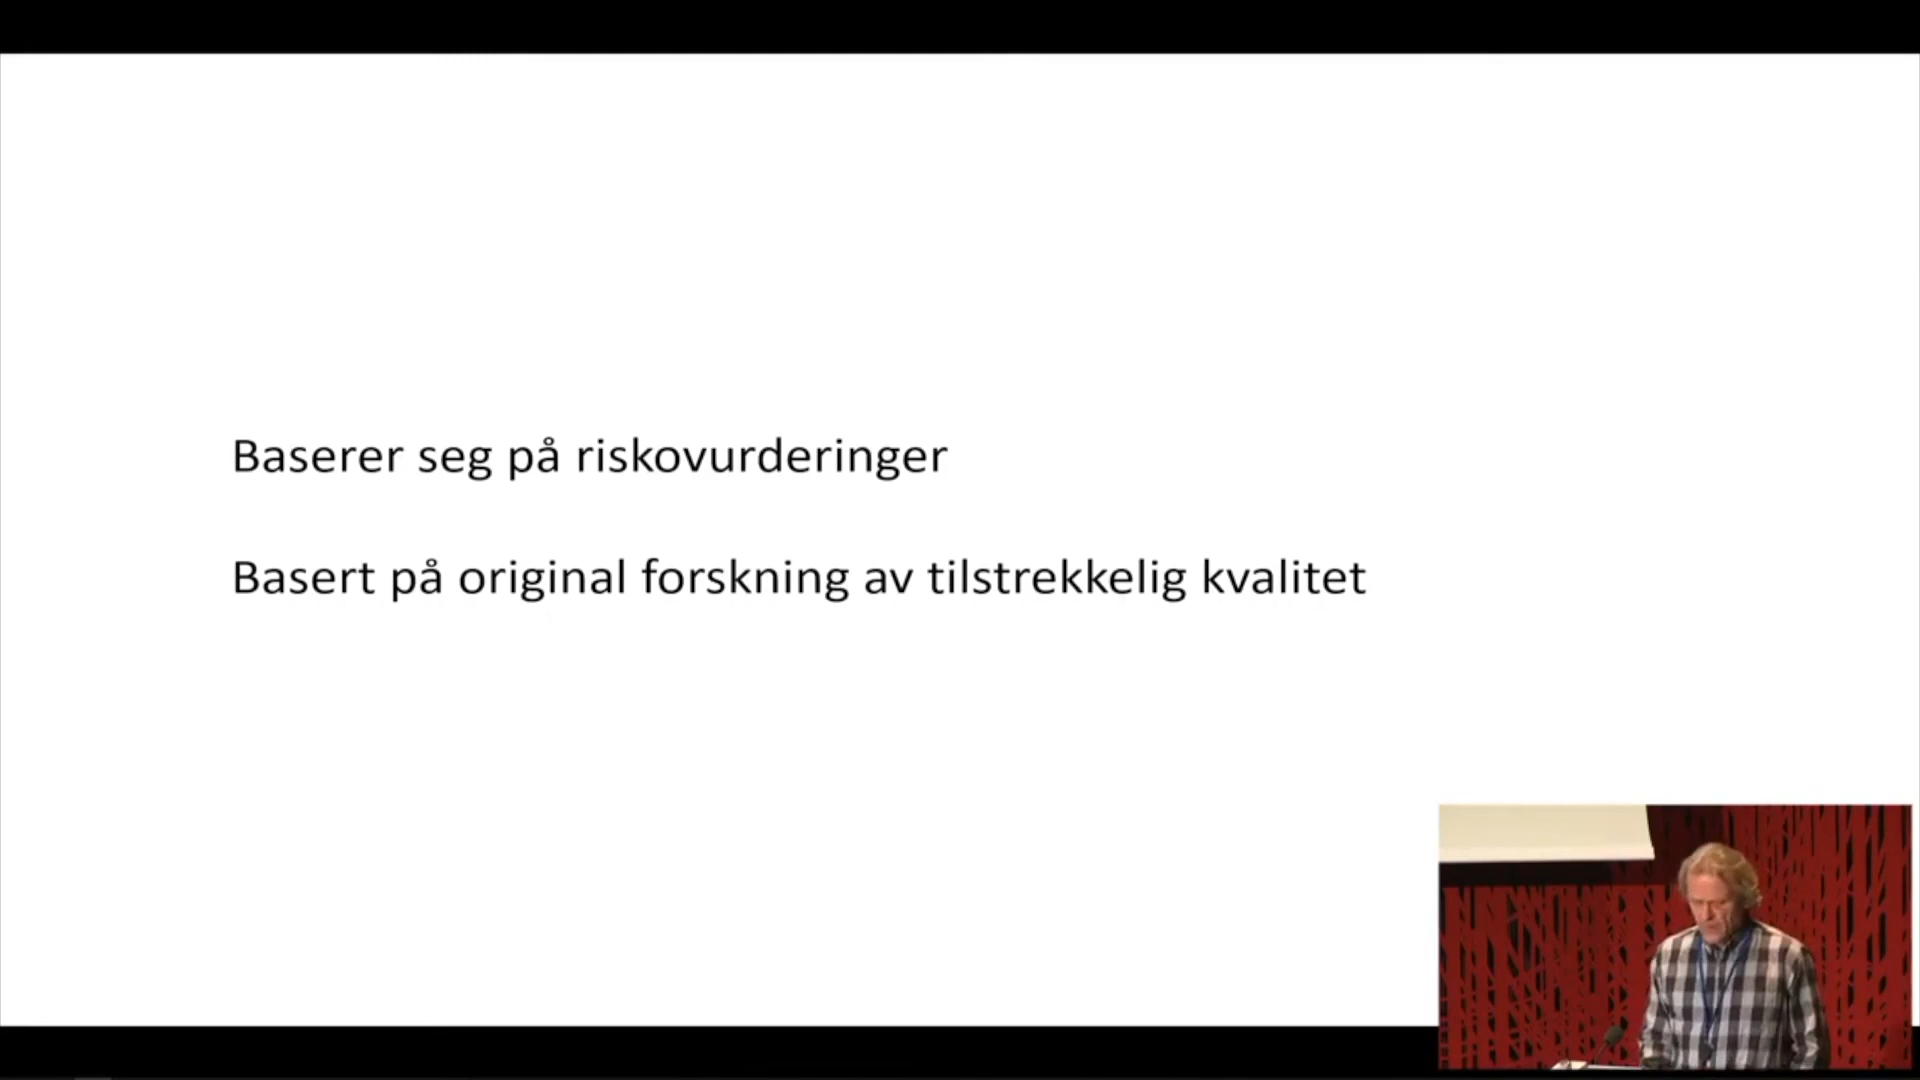 Baserer seg på riskovurderinger
Basert på original forskning av tilstrekkelig kvalitet